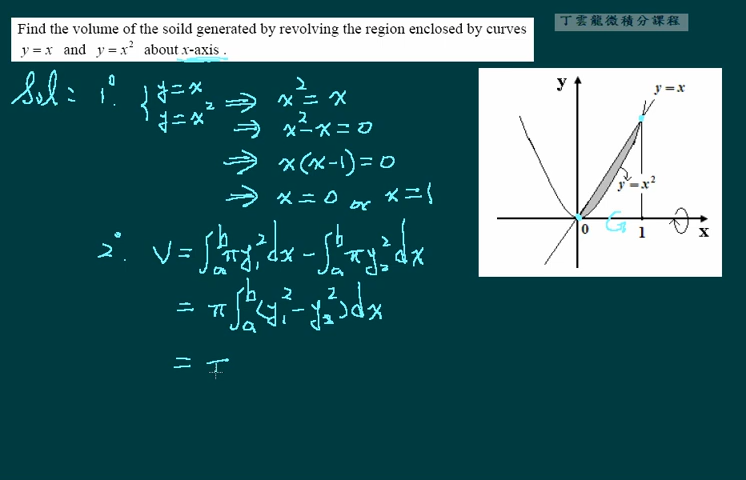 丁雲龍微積分課程
Find the volume of the soild generated by revolving the region enclosed by curves
y = x and y = x² about x-axis .
Sol : 1° { y=x ⇒ x² = x
y=x² ⇒ x²-x=0
⇒ x(x-1)=0
⇒ x=0 or x=1
2° V = ∫ₐᵇ πy₁² dx - ∫ₐᵇ πy₂² dx
= π∫ₐᵇ (y₁² - y₂²) dx
= π
y
y = x
y = x²
0 1 x